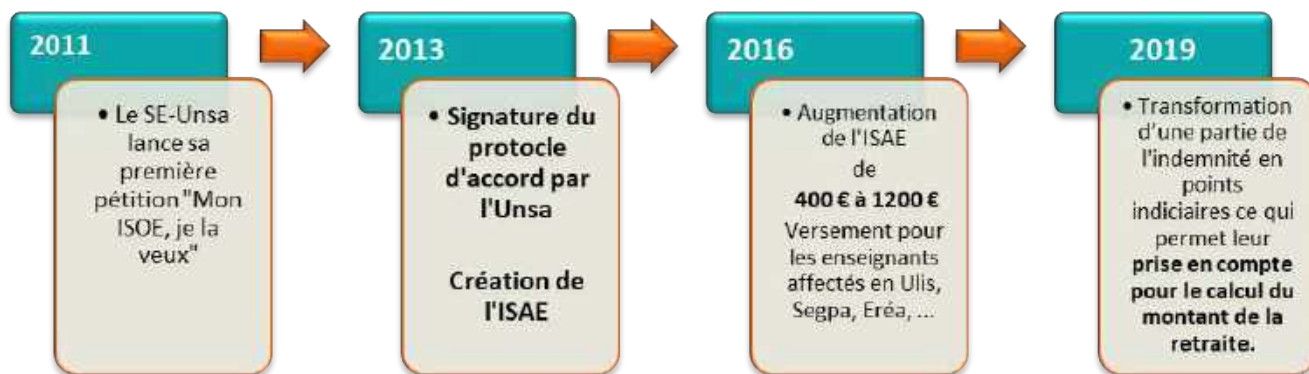 2011
• Le SE-Unsa
lance sa
première
pétition "Mon
ISOE, je la
veux"
2013
• Signature du
protocle
d'accord par
l'Unsa
Création de
l'ISAE
2016
• Augmentation
de l'ISAE
de
400 € à 1200 €
Versement pour
les enseignants
affectés en Ulis,
Segpa, Eréa, ...
2019
• Transformation
d'une partie de
l'indemnité en
points
indiciaires ce qui
permet leur
prise en compte
pour le calcul du
montant de la
retraite.